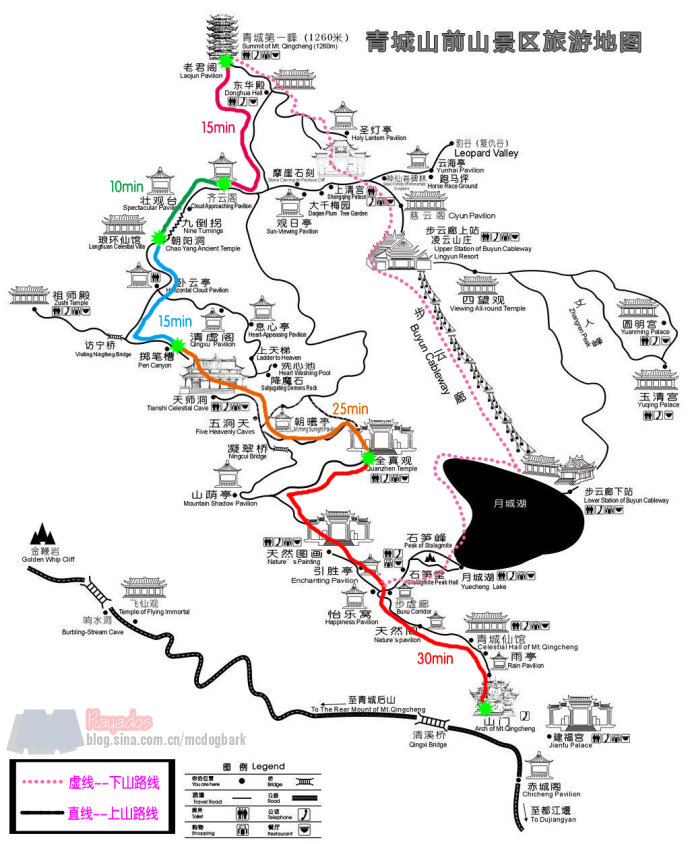 青城山前山景区旅游地图
青城第一峰 (1260米)
Summit of Mt. Qingcheng (1260m)
老君阁
Laojun Pavilion
东华殿
Donghua Hall
15min
圣灯亭
Holy Lantern Pavilion
豹谷 (复仇谷)
Leopard Valley
云海亭
Yunhai Pavilion
跑马坪
Horse Race Ground
摩崖石刻
上清宫
Shengqing Palace
10min
壮观台
Spectacular Pavilion
齐云阁
Cloud Approaching Pavilion
大千梅园
Daqian Plum Tree Garden
慈云阁
Ciyun Pavilion
九倒拐
Nine Turnings
观日亭
Sun-Viewing Pavilion
琅环仙馆
Langhuan Celestial Villa
朝阳洞
Chao Yang Ancient Temple
步云廊上站
凌云山庄
Upper Station of Buyun Cableway
Lingyun Resort
卧云亭
Horizontal Cloud Pavilion
四望观
Viewing All-round Temple
祖师殿
Zushi Temple
步云廊
Buyun Cableway
丈人峰
Zhangren Peak
圆明宫
Yuanming Palace
15min
息心亭
Heart-Appeasing Pavilion
访宁桥
Visiting Ningfeng Bridge
清虚阁
Qingxu Pavilion
掷笔槽
Pen Canyon
上天梯
Ladder to Heaven
洗心池
Heart Washing Pool
降魔石
Subjugating Demons Rock
玉清宫
Yuqing Palace
天师洞
Tianshi Celestial Cave
25min
五洞天
Five Heavenly Caves
朝曦亭
Morning Sunlight Pavilion
凝翠桥
Ningcui Bridge
全真观
Quanzhen Temple
山荫亭
Mountain Shadow Pavilion
月城湖
步云廊下站
Lower Station of Buyun Cableway
金鞭岩
Golden Whip Cliff
天然图画
Nature's Painting
石笋峰
Peak of Stalagmite
引胜亭
Enchanting Pavilion
石笋堂
Stalagmite Peak Hall
月城湖
Yuecheng Lake
飞仙观
Temple of Flying Immortal
响水洞
Burbling-Stream Cave
怡乐窝
Happiness Pavilion
步虚廊
Buxu Corridor
天然阁
Nature's pavilion
青城仙馆
Celestial Hall of Mt. Qingcheng
30min
雨亭
Rain Pavilion
至青城后山
To The Rear Mount of Mt. Qingcheng
山门
Arch of Mt. Qingcheng
建福宫
Jianfu Palace
清溪桥
Qingxi Bridge
Rayados
blog.sina.com.cn/mcdogbark
赤城阁
Chicheng Pavilion
至都江堰
To Dujiangyan
虚线--下山路线
直线--上山路线
图 例 Legend
你的位置
You are here
桥
Bridge
游道
Travel Road
公路
Road
厕所
Toilet
公话
Telephone
购物
Shopping
餐厅
Restaurant